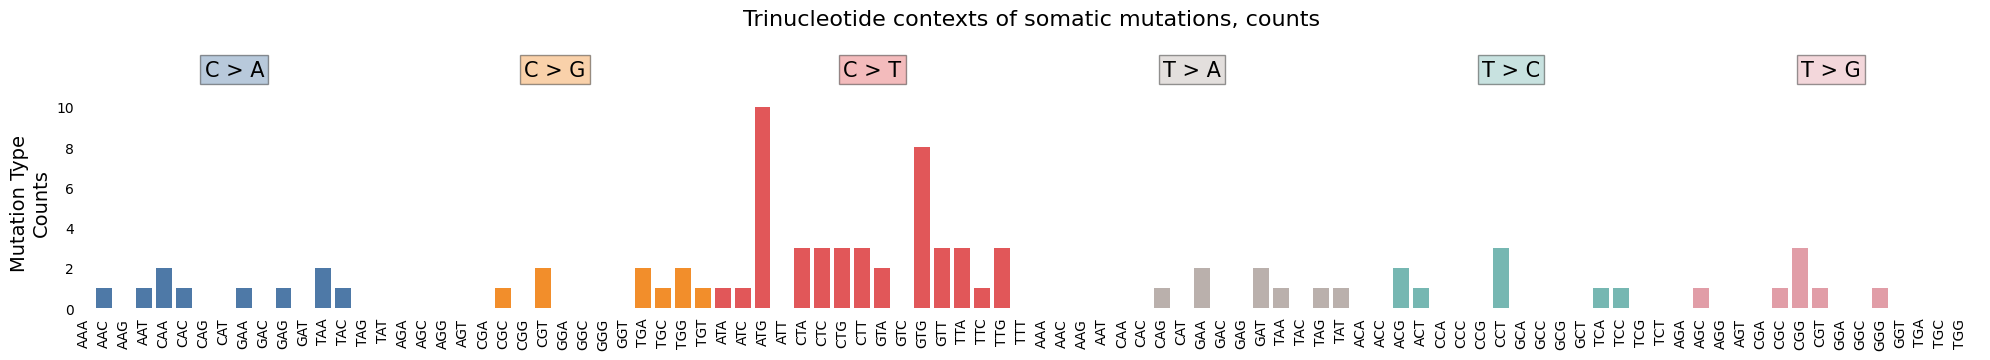 Trinucleotide contexts of somatic mutations, counts
C > A
C > G
C > T
T > A
T > C
T > G
Mutation Type
Counts
10
8
6
4
2
0
AAA
AAC
AAG
AAT
CAA
CAC
CAG
CAT
GAA
GAC
GAG
GAT
TAA
TAC
TAG
TAT
AGA
AGC
AGG
AGT
CGA
CGC
CGG
CGT
GGA
GGC
GGG
GGT
TGA
TGC
TGG
TGT
ATA
ATC
ATG
ATT
CTA
CTC
CTG
CTT
GTA
GTC
GTG
GTT
TTA
TTC
TTG
TTT
AAA
AAC
AAG
AAT
CAA
CAC
CAG
CAT
GAA
GAC
GAG
GAT
TAA
TAC
TAG
TAT
ACA
ACC
ACG
ACT
CCA
CCC
CCG
CCT
GCA
GCC
GCG
GCT
TCA
TCC
TCG
TCT
AGA
AGC
AGG
AGT
CGA
CGC
CGG
CGT
GGA
GGC
GGG
GGT
TGA
TGC
TGG